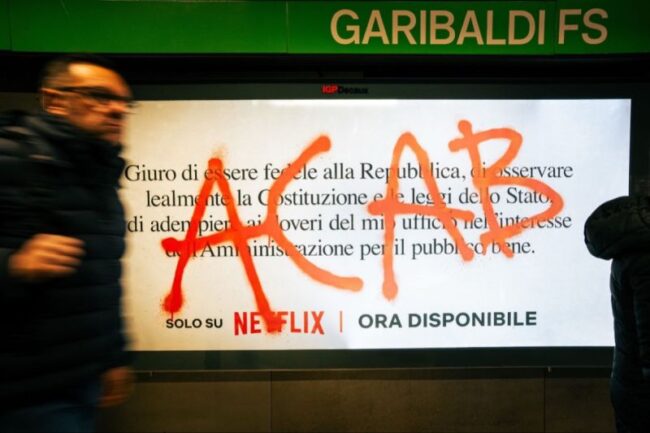 GARIBALDI FS
IGPDecaux
Giuro di essere fedele alla Repubblica, di osservare
lealmente la Costituzione e le leggi dello Stato,
di adempiere ai doveri del mio ufficio nell'interesse
dell'Amministrazione per il pubblico bene.
ACAB
SOLO SU NETFLIX | ORA DISPONIBILE